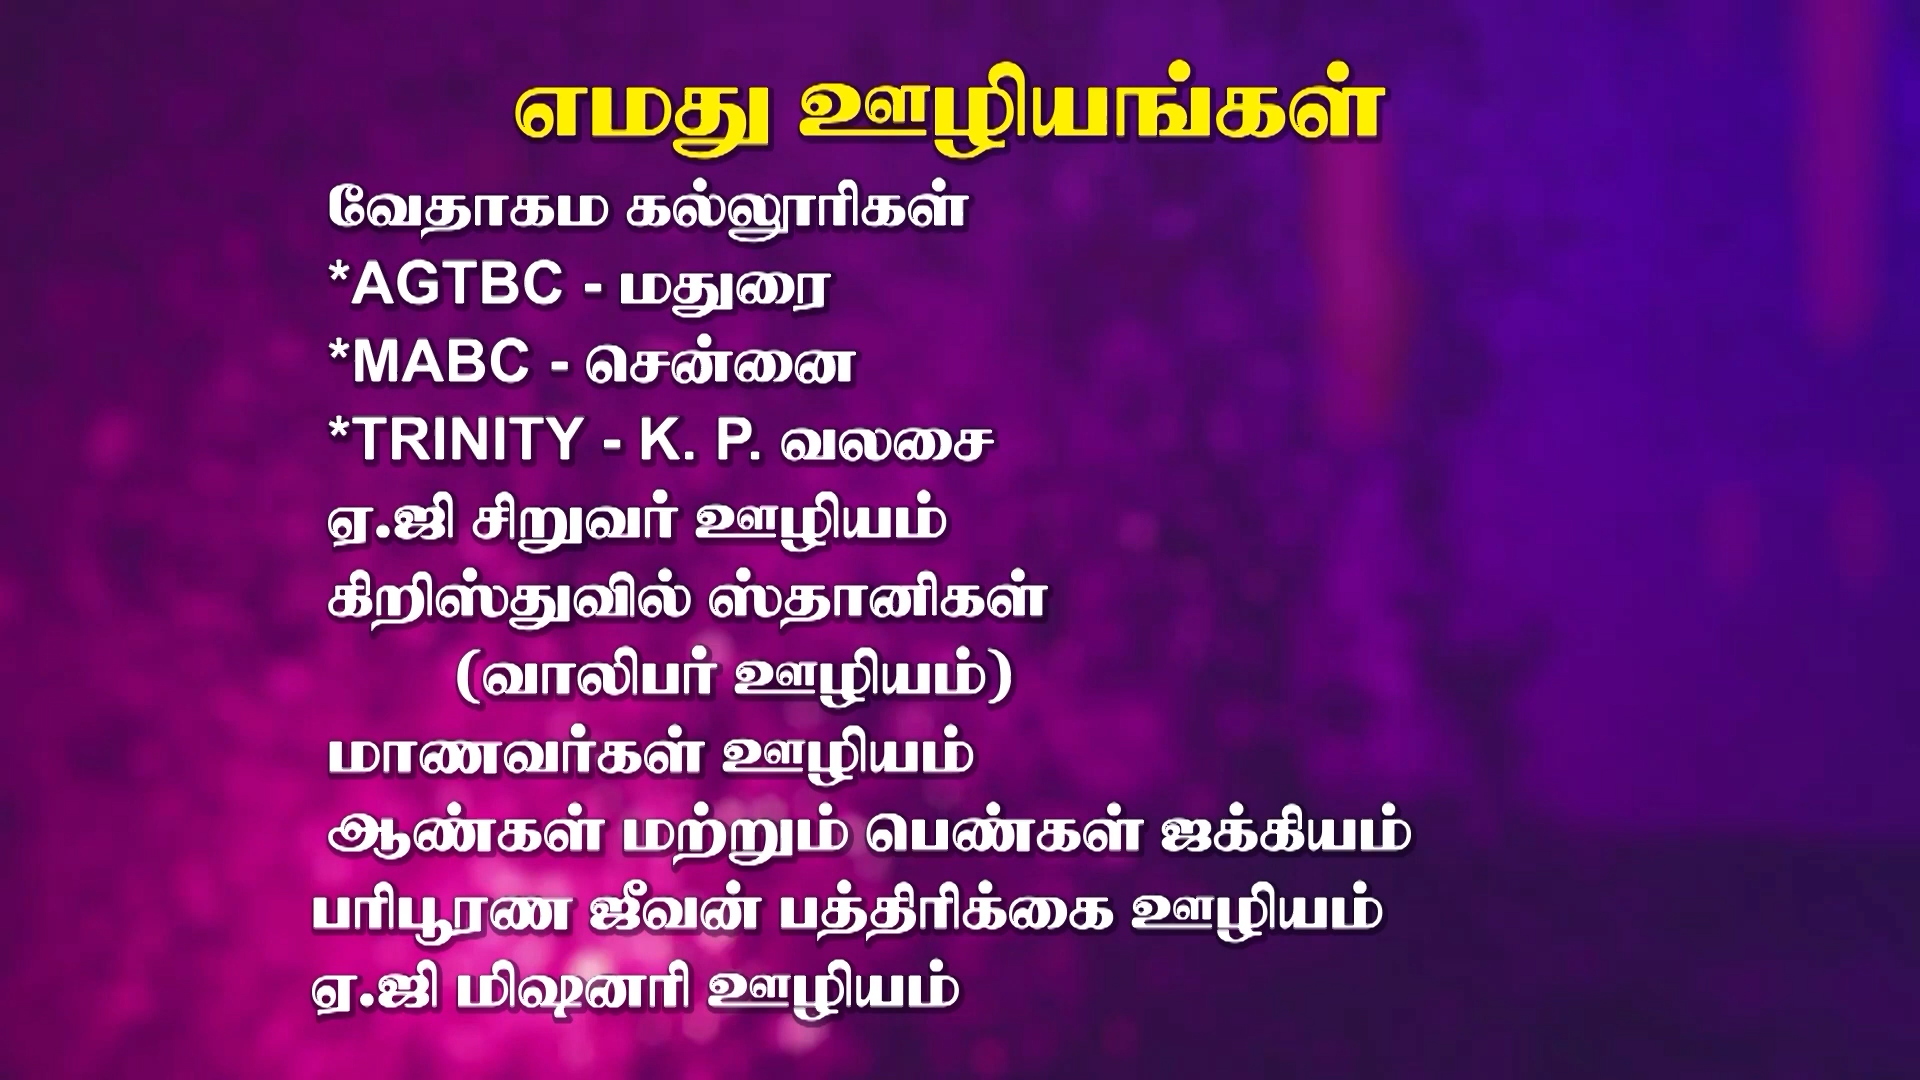 எமது ஊழியங்கள்
வேதாகம கல்லூரிகள்
*AGTBC - மதுரை
*MABC - சென்னை
*TRINITY - K. P. வலசை
ஏ.ஜி சிறுவர் ஊழியம்
கிறிஸ்துவில் ஸ்தானிகள்
(வாலிபர் ஊழியம்)
மாணவர்கள் ஊழியம்
ஆண்கள் மற்றும் பெண்கள் ஐக்கியம்
பரிபூரண ஜீவன் பத்திரிக்கை ஊழியம்
ஏ.ஜி மிஷனரி ஊழியம்